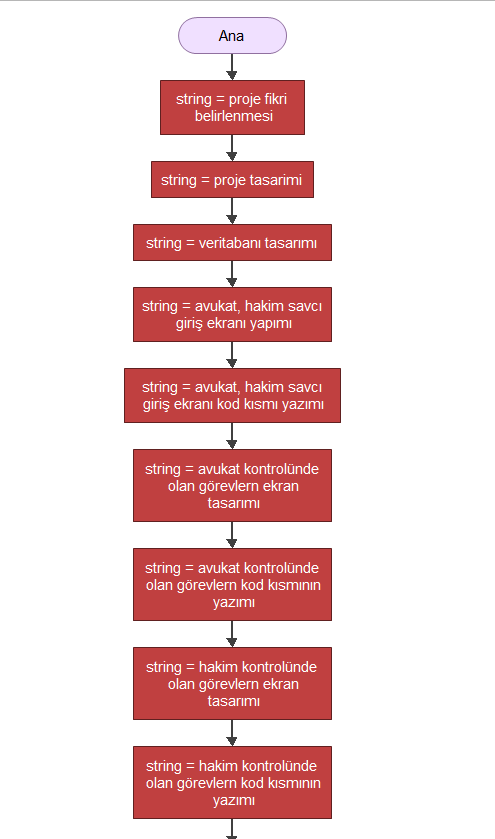 Ana
string = proje fikri
belirlenmesi
string = proje tasarimi
string = veritabanı tasarımı
string = avukat, hakim savcı
giriş ekranı yapımı
string = avukat, hakim savcı
giriş ekranı kod kısmı yazımı
string = avukat kontrolünde
olan görevlern ekran
tasarımı
string = avukat kontrolünde
olan görevlern kod kısmının
yazımı
string = hakim kontrolünde
olan görevlern ekran
tasarımı
string = hakim kontrolünde
olan görevlern kod kısmının
yazımı